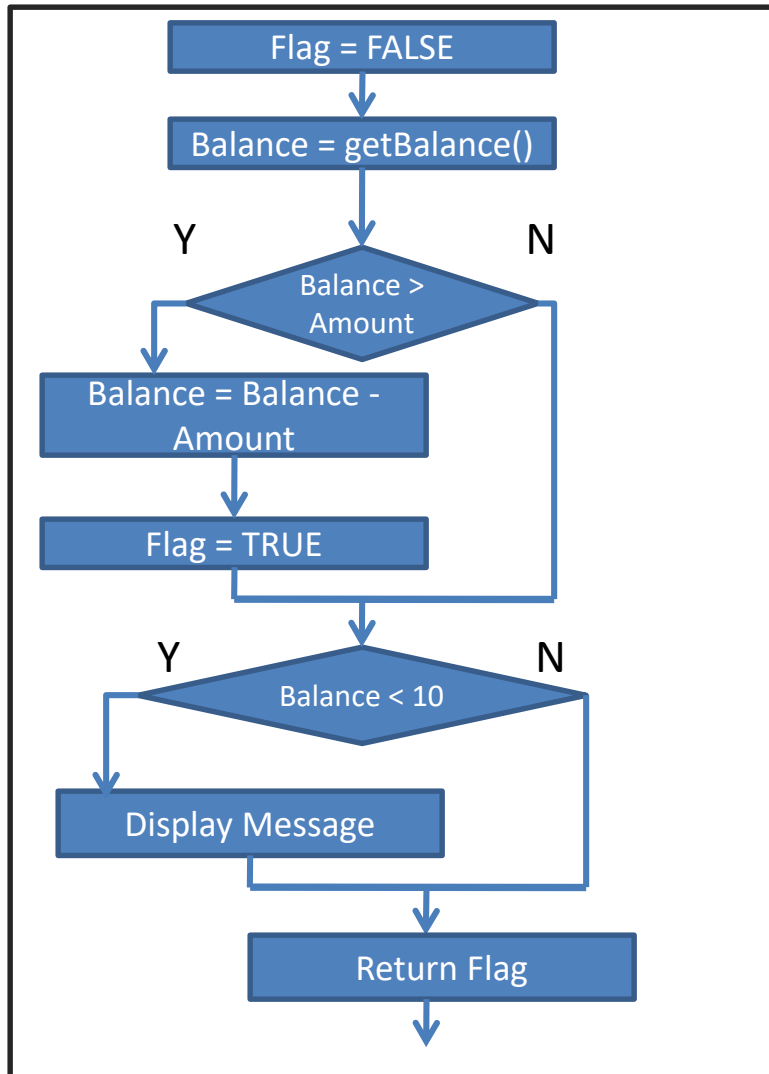 Flag = FALSE
Balance = getBalance()
Y
N
Balance >
Amount
Balance = Balance -
Amount
Flag = TRUE
Y
N
Balance < 10
Display Message
Return Flag